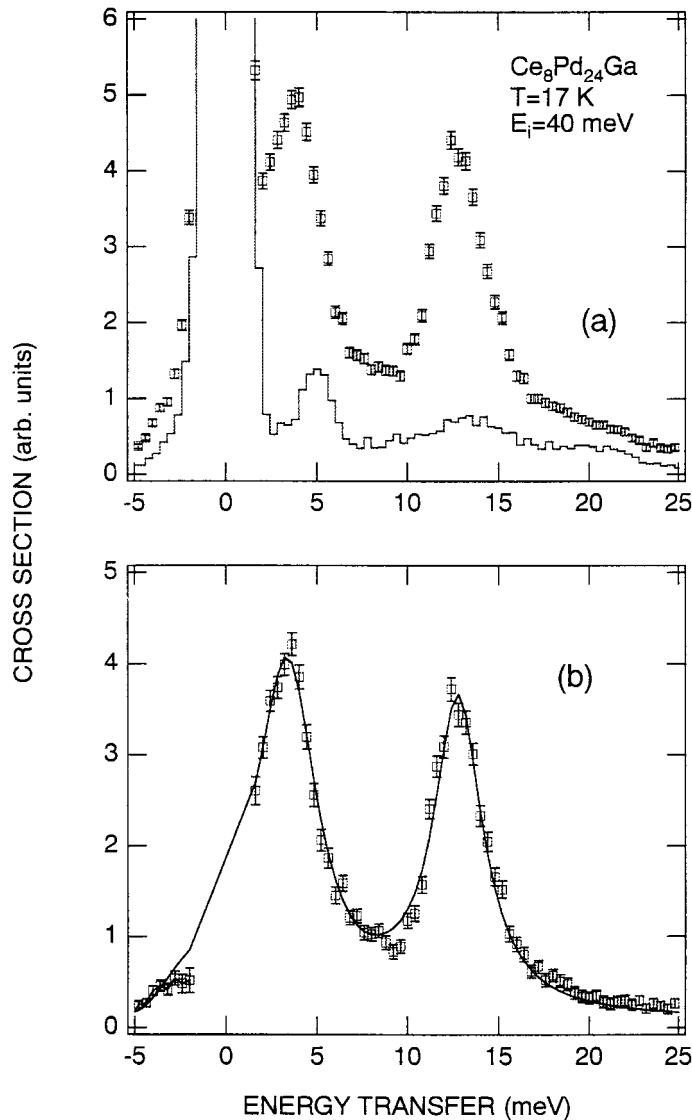 6
5
4
3
2
1
0
Ce₈Pd₂₄Ga
T=17 K
Eᵢ=40 meV
(a)
-5 0 5 10 15 20 25
CROSS SECTION (arb. units)
5
4
3
2
1
0
(b)
-5 0 5 10 15 20 25
ENERGY TRANSFER (meV)